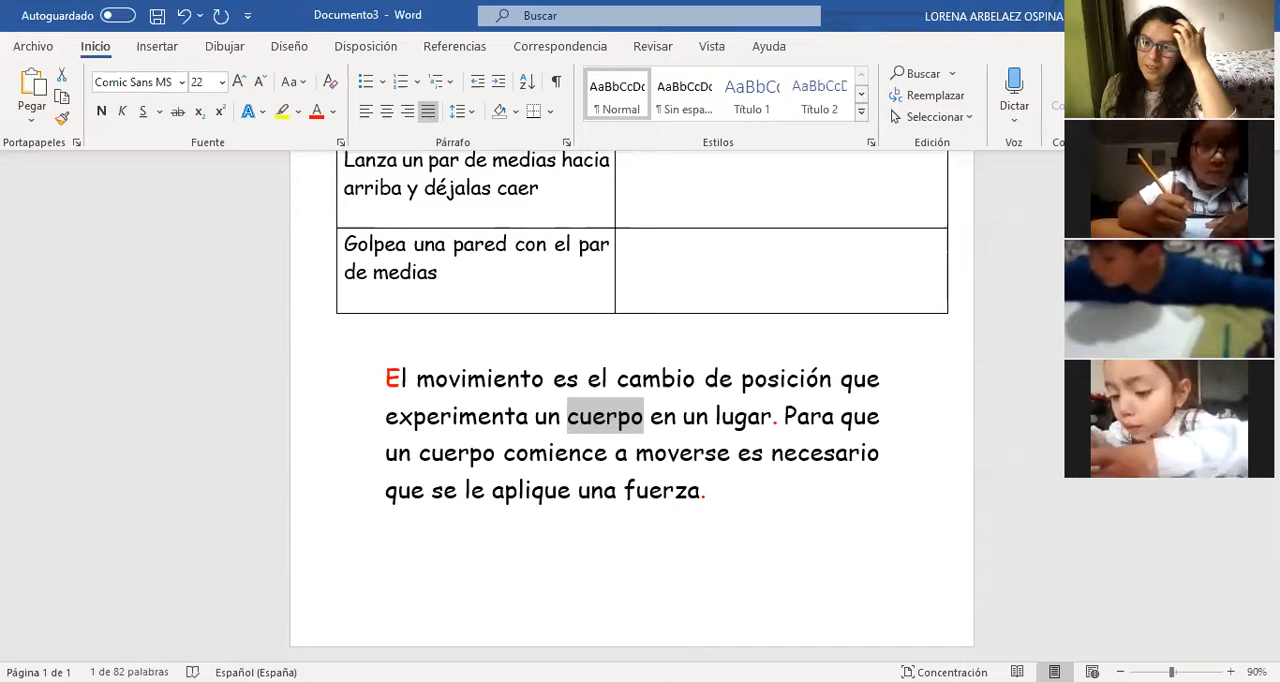 Autoguardado
Documento3 - Word
Buscar
LORENA ARBELAEZ OSPINA
Archivo Inicio Insertar Dibujar Diseño Disposición Referencias Correspondencia Revisar Vista Ayuda
Pegar
Comic Sans MS 22
Portapapeles
Fuente
Párrafo
AaBbCcDc AaBbCcDc AaBbCc AaBbCcD
¶ Normal ¶ Sin espa... Título 1 Título 2
Estilos
Buscar
Reemplazar
Seleccionar
Edición
Dictar
Voz
Lanza un par de medias hacia
arriba y déjalas caer
Golpea una pared con el par
de medias
El movimiento es el cambio de posición que
experimenta un cuerpo en un lugar. Para que
un cuerpo comience a moverse es necesario
que se le aplique una fuerza.
Página 1 de 1 1 de 82 palabras Español (España) Concentración 90%